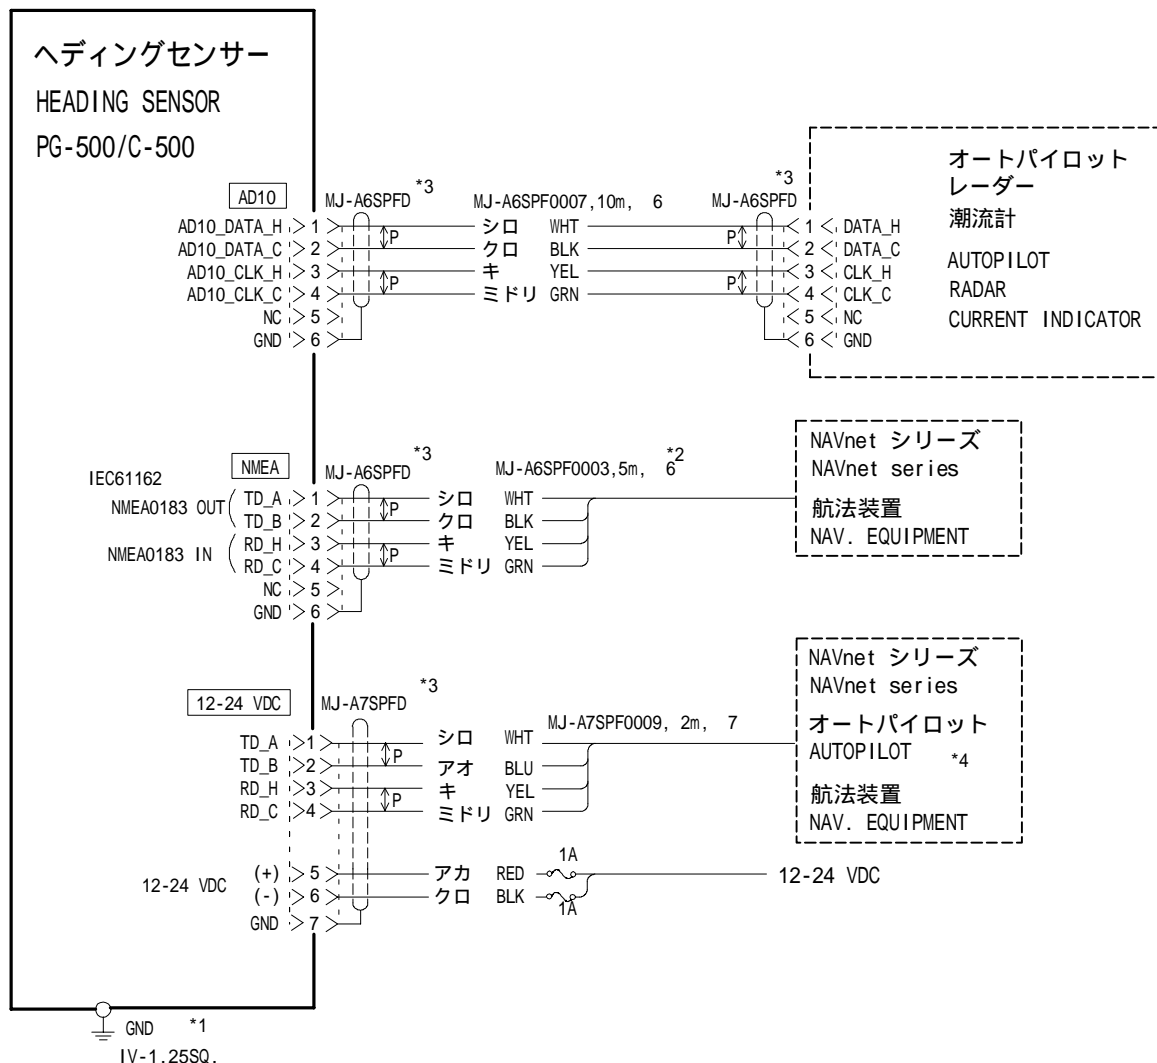 ヘディングセンサー
HEADING SENSOR
PG-500/C-500
AD10
MJ-A6SPFD *3
MJ-A6SPF0007,10m, 6
MJ-A6SPFD *3
AD10_DATA_H 1 シロ WHT 1 DATA_H
AD10_DATA_C 2 P クロ BLK P 2 DATA_C
AD10_CLK_H 3 キ YEL 3 CLK_H
AD10_CLK_C 4 P ミドリ GRN P 4 CLK_C
NC 5 5 NC
GND 6 6 GND
オートパイロット
レーダー
潮流計
AUTOPILOT
RADAR
CURRENT INDICATOR
NMEA
MJ-A6SPFD *3
MJ-A6SPF0003,5m, 6 *2
IEC61162
NMEA0183 OUT
NMEA0183 IN
TD_A 1 シロ WHT
TD_B 2 P クロ BLK
RD_H 3 キ YEL
RD_C 4 P ミドリ GRN
NC 5
GND 6
NAVnet シリーズ
NAVnet series
航法装置
NAV. EQUIPMENT
12-24 VDC
MJ-A7SPFD *3
MJ-A7SPF0009, 2m, 7
TD_A 1 シロ WHT
TD_B 2 P アオ BLU
RD_H 3 キ YEL
RD_C 4 P ミドリ GRN
12-24 VDC
(+) 5 アカ RED 1A
(-) 6 クロ BLK 1A
GND 7
12-24 VDC
NAVnet シリーズ
NAVnet series
オートパイロット
AUTOPILOT *4
航法装置
NAV. EQUIPMENT
GND *1
IV-1.25SQ.